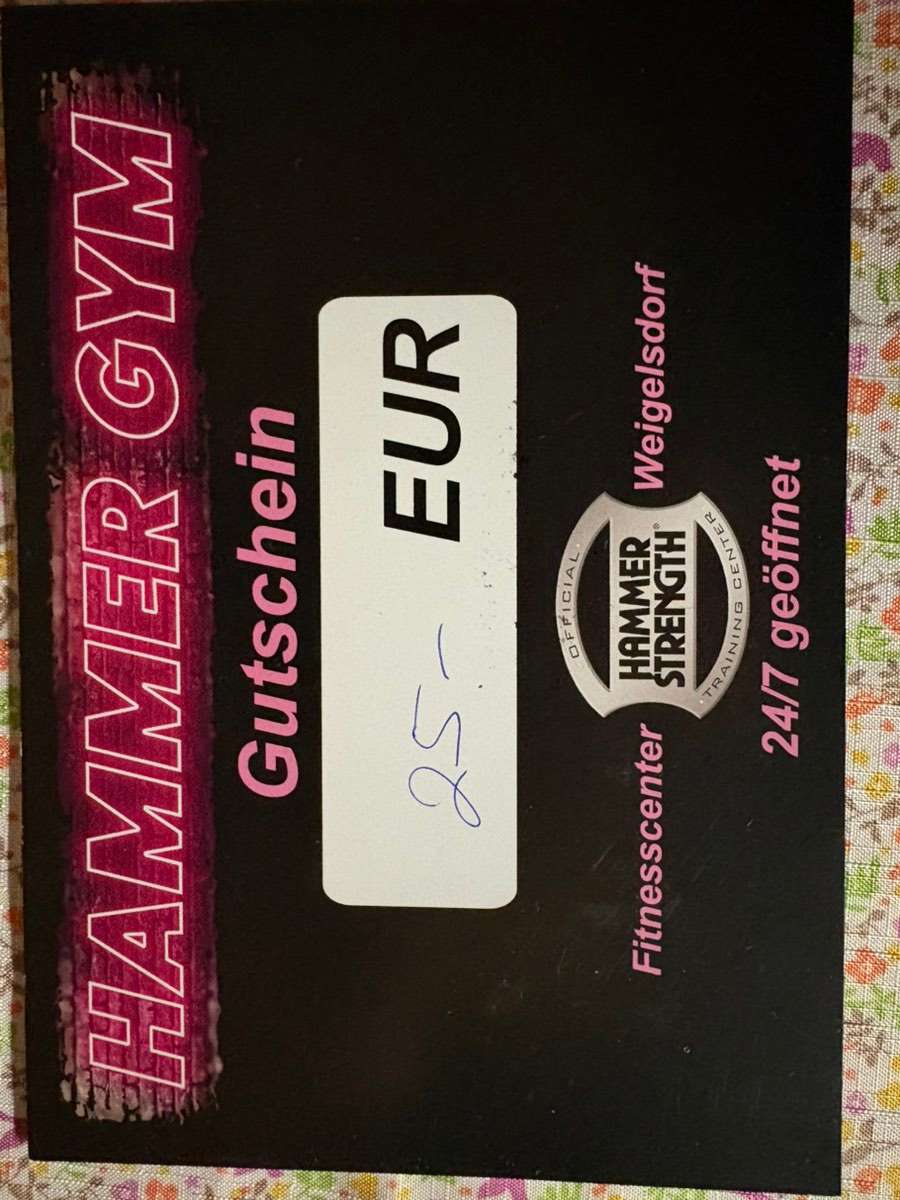 HAMMER GYM
Gutschein
25.- EUR
OFFICIAL
Fitnesscenter HAMMER STRENGTH® Weigelsdorf
TRAINING CENTER
24/7 geöffnet